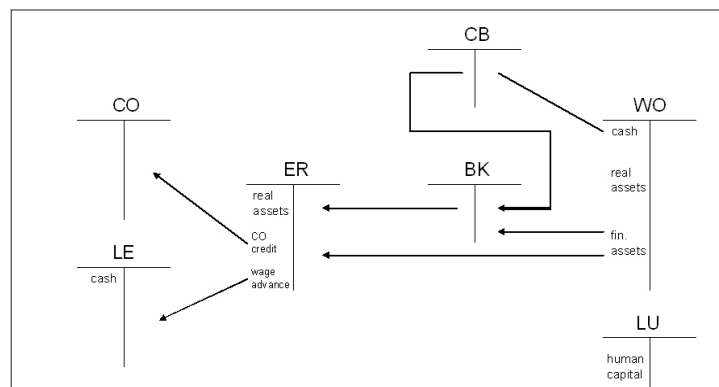 CB
CO
WO
cash
ER
BK
real
assets
real
assets
CO
credit
fin.
assets
LE
cash
wage
advance
LU
human
capital